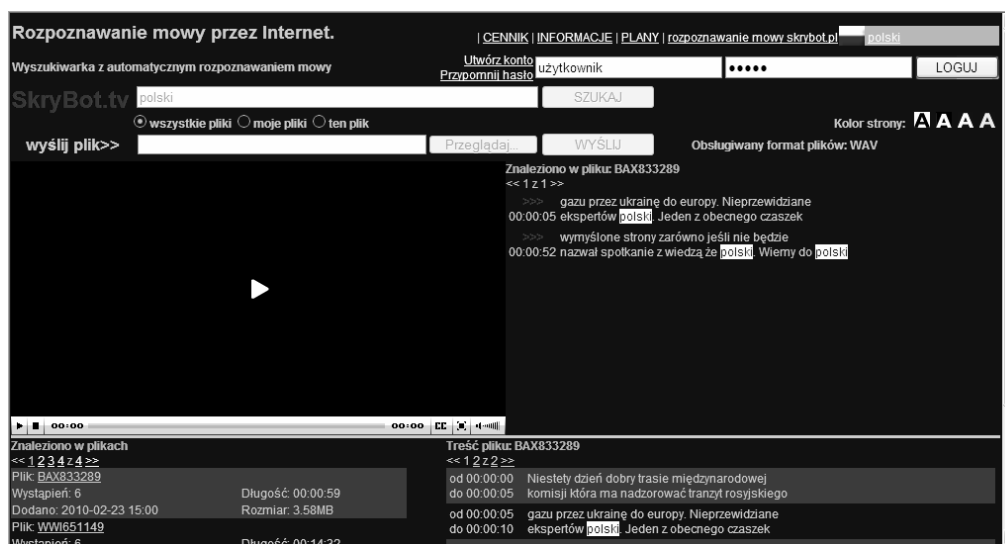 Rozpoznawanie mowy przez Internet.
| CENNIK | INFORMACJE | PLANY | rozpoznawanie mowy skrybot.pl polski
Wyszukiwarka z automatycznym rozpoznawaniem mowy
Utwórz konto
Przypomnij hasło
użytkownik
LOGUJ
SkryBot.tv polski SZUKAJ
wszystkie pliki moje pliki ten plik
Kolor strony: A A A A
wyślij plik>> Przeglądaj... WYŚLIJ Obsługiwany format plików: WAV
Znaleziono w pliku: BAX833289
<< 1 z 1 >>
>>> gazu przez ukrainę do europy. Nieprzewidziane
00:00:05 ekspertów polski. Jeden z obecnego czaszek
>>> wymyślone strony zarówno jeśli nie będzie
00:00:52 nazwał spotkanie z wiedzą że polski. Wierny do polski
00:00 00:00 CC
Znaleziono w plikach
<< 1 2 3 4 z 4 >>
Plik: BAX833289
Wystąpień: 6 Długość: 00:00:59
Dodano: 2010-02-23 15:00 Rozmiar: 3.58MB
Plik: WWI651149
Wystąpień: 6 Długość: 00:14:32
Treść pliku: BAX833289
<< 1 2 z 2 >>
od 00:00:00 Niestety dzień dobry trasie międzynarodowej
do 00:00:05 komisji która ma nadzorować tranzyt rosyjskiego
od 00:00:05 gazu przez ukrainę do europy. Nieprzewidziane
do 00:00:10 ekspertów polski. Jeden z obecnego czaszek